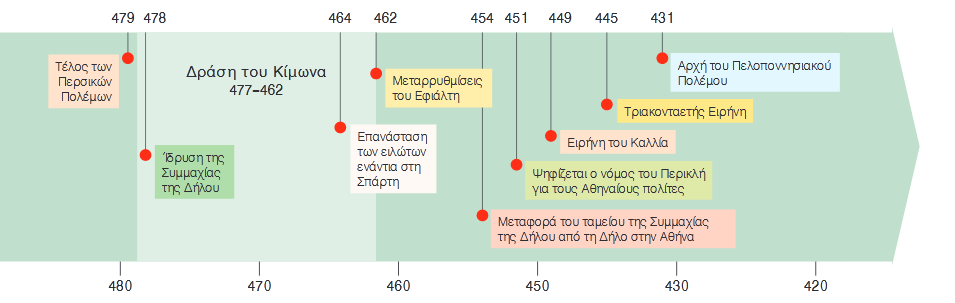 479 478 464 462 454 451 449 445 431
Τέλος των
Περσικών
Πολέμων
Δράση του Κίμωνα
477–462
Μεταρρυθμίσεις
του Εφιάλτη
Αρχή του Πελοποννησιακού
Πολέμου
Τριακονταετής Ειρήνη
Επανάσταση
των ειλώτων
ενάντια στη
Σπάρτη
Ειρήνη του Καλλία
Ίδρυση της
Συμμαχίας
της Δήλου
Ψηφίζεται ο νόμος του Περικλή
για τους Αθηναίους πολίτες
Μεταφορά του ταμείου της Συμμαχίας
της Δήλου από τη Δήλο στην Αθήνα
480 470 460 450 440 430 420